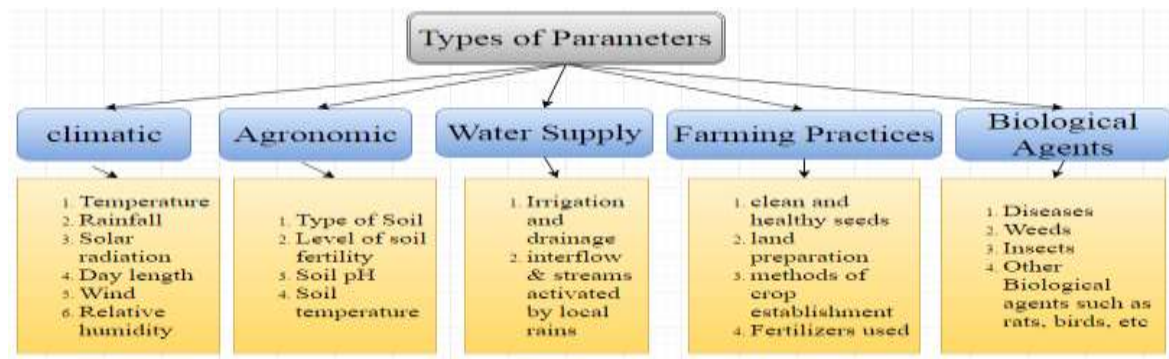 Types of Parameters
climatic
Agronomic
Water Supply
Farming Practices
Biological
Agents
1. Temperature
2. Rainfall
3. Solar
radiation
4. Day length
5. Wind
6. Relative
humidity
1. Type of Soil
2. Level of soil
fertility
3. Soil pH
4. Soil
temperature
1. Irrigation
and
drainage
2. interflow
& streams
activated
by local
rains
1. clean and
healthy seeds
2. land
preparation
3. methods of
crop
establishment
4. Fertilizers used
1. Diseases
2. Weeds
3. Insects
4. Other
Biological
agents such as
rats, birds, etc